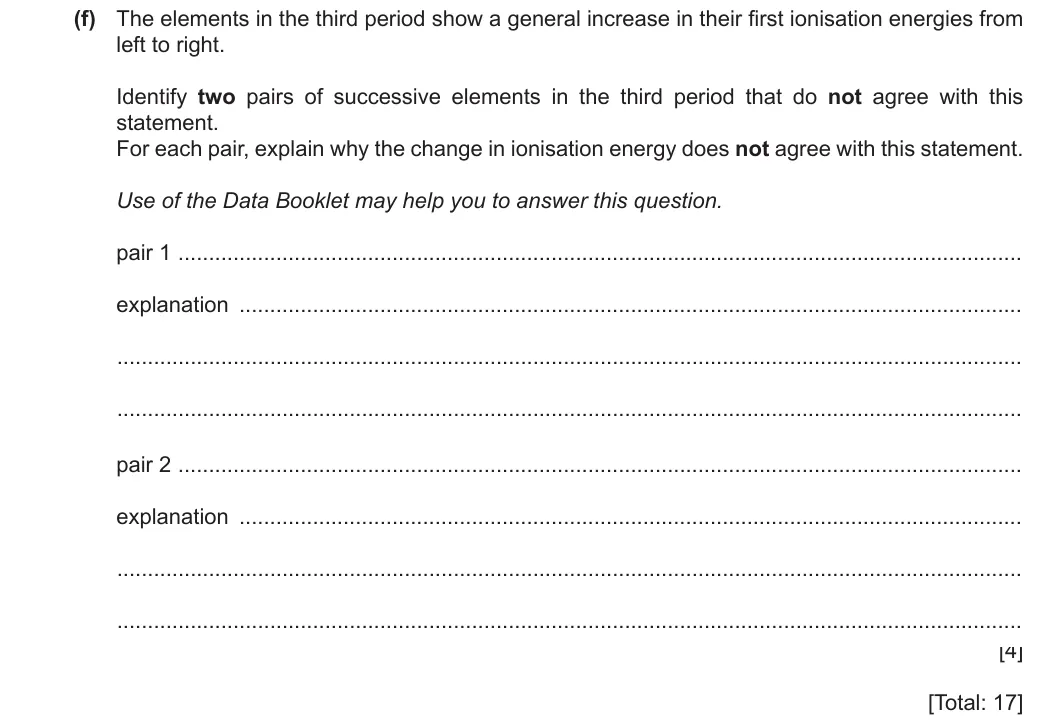 (f) The elements in the third period show a general increase in their first ionisation energies from
left to right.
Identify two pairs of successive elements in the third period that do not agree with this
statement.
For each pair, explain why the change in ionisation energy does not agree with this statement.
Use of the Data Booklet may help you to answer this question.
pair 1 ..........................................................................................................................................
explanation ................................................................................................................................
....................................................................................................................................................
....................................................................................................................................................
pair 2 ..........................................................................................................................................
explanation ................................................................................................................................
....................................................................................................................................................
....................................................................................................................................................
[4]
[Total: 17]